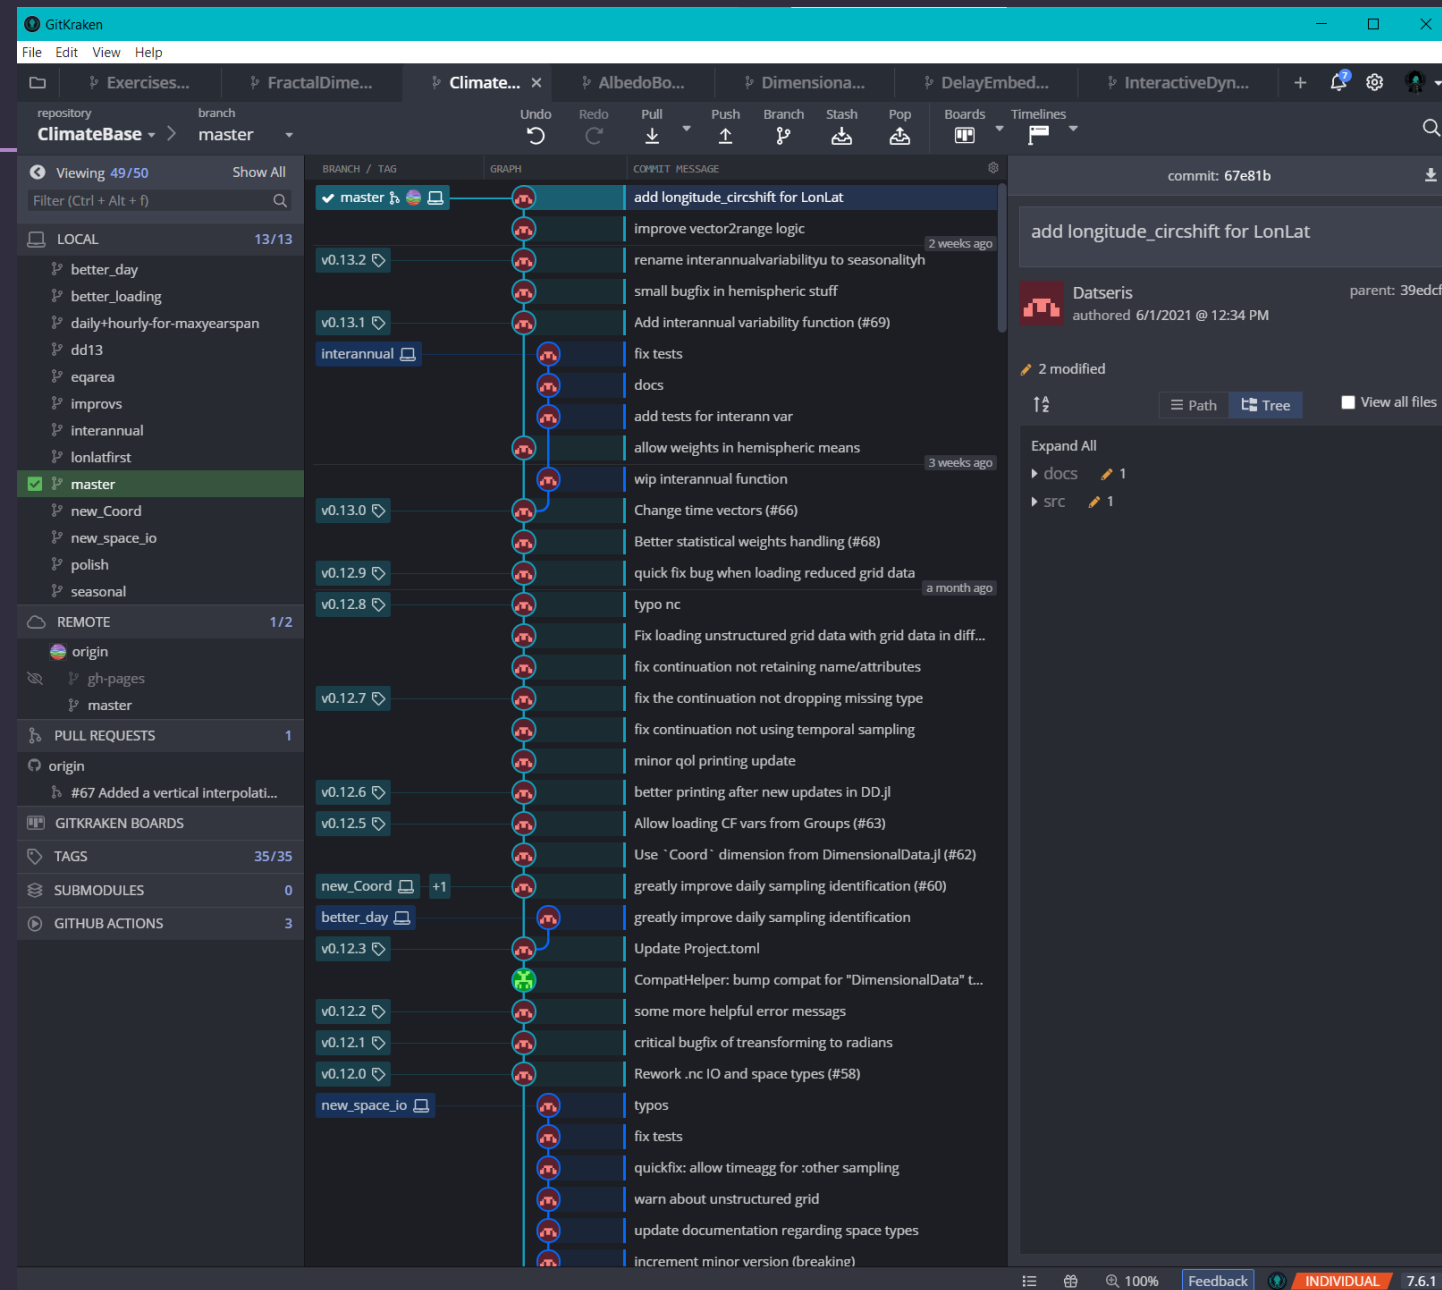 GitKraken
File Edit View Help
Exercises... FractalDime... Climate... AlbedoBo... Dimensiona... DelayEmbed... InteractiveDyn... 7
repository branch Undo Redo Pull Push Branch Stash Pop Boards Timelines
ClimateBase master
Viewing 49/50 Show All
Filter (Ctrl + Alt + f)
LOCAL 13/13
better_day
better_loading
daily+hourly-for-maxyearspan
dd13
eqarea
improvs
interannual
lonlatfirst
master
new_Coord
new_space_io
polish
seasonal
REMOTE 1/2
origin
gh-pages
master
PULL REQUESTS 1
origin
#67 Added a vertical interpolati...
GITKRAKEN BOARDS
TAGS 35/35
SUBMODULES 0
GITHUB ACTIONS 3
BRANCH / TAG GRAPH COMMIT MESSAGE
master add longitude_circshift for LonLat
improve vector2range logic
2 weeks ago
v0.13.2 rename interannualvariabilityu to seasonalityh
small bugfix in hemispheric stuff
v0.13.1 Add interannual variability function (#69)
interannual fix tests
docs
add tests for interann var
allow weights in hemispheric means
3 weeks ago
wip interannual function
v0.13.0 Change time vectors (#66)
Better statistical weights handling (#68)
v0.12.9 quick fix bug when loading reduced grid data
a month ago
v0.12.8 typo nc
Fix loading unstructured grid data with grid data in diff...
fix continuation not retaining name/attributes
v0.12.7 fix the continuation not dropping missing type
fix continuation not using temporal sampling
minor qol printing update
v0.12.6 better printing after new updates in DD.jl
v0.12.5 Allow loading CF vars from Groups (#63)
Use `Coord` dimension from DimensionalData.jl (#62)
new_Coord +1 greatly improve daily sampling identification (#60)
better_day greatly improve daily sampling identification
v0.12.3 Update Project.toml
CompatHelper: bump compat for "DimensionalData" t...
v0.12.2 some more helpful error messags
v0.12.1 critical bugfix of treansforming to radians
v0.12.0 Rework .nc IO and space types (#58)
new_space_io typos
fix tests
quickfix: allow timeagg for :other sampling
warn about unstructured grid
update documentation regarding space types
increment minor version (breaking)
commit: 67e81b
add longitude_circshift for LonLat
Datseris parent: 39edcf
authored 6/1/2021 @ 12:34 PM
2 modified
Path Tree View all files
Expand All
docs 1
src 1
100% Feedback INDIVIDUAL 7.6.1